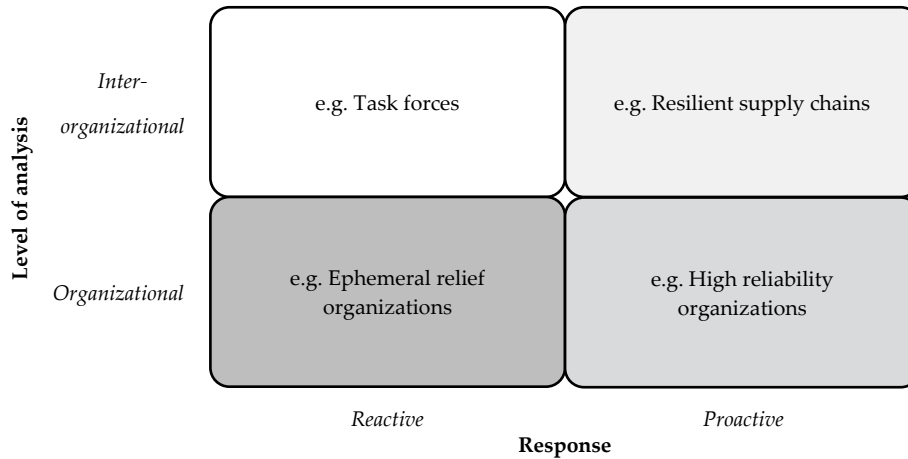 Inter-
organizational
e.g. Task forces
e.g. Resilient supply chains
Level of analysis
Organizational
e.g. Ephemeral relief
organizations
e.g. High reliability
organizations
Reactive
Proactive
Response